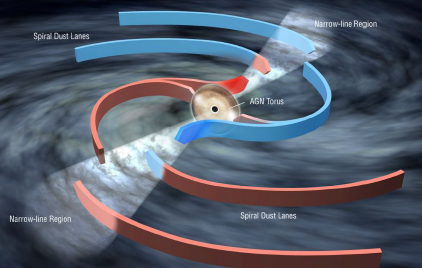 Narrow-line Region
Spiral Dust Lanes
AGN Torus
Spiral Dust Lanes
Narrow-line Region